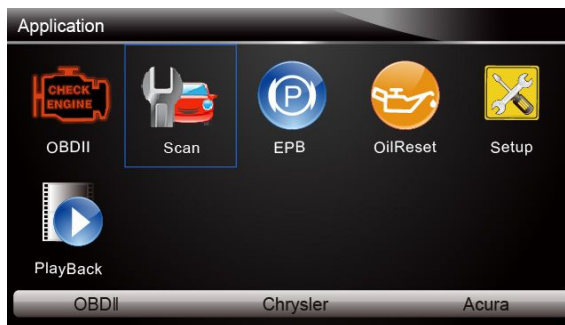 Application
CHECK
ENGINE
OBDII
Scan
EPB
OilReset
Setup
PlayBack
OBDII
Chrysler
Acura